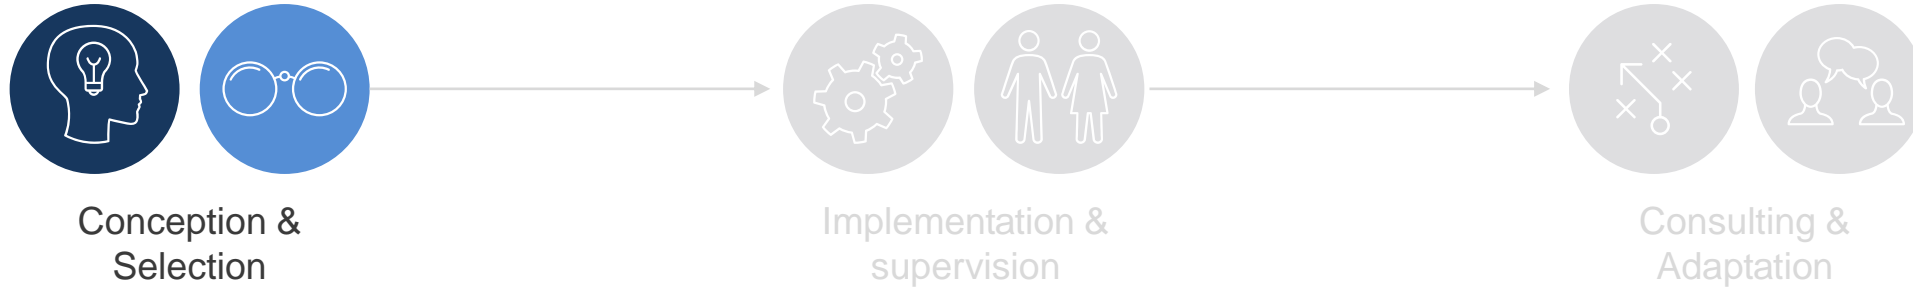 Conception &
Selection
Implementation &
supervision
Consulting &
Adaptation